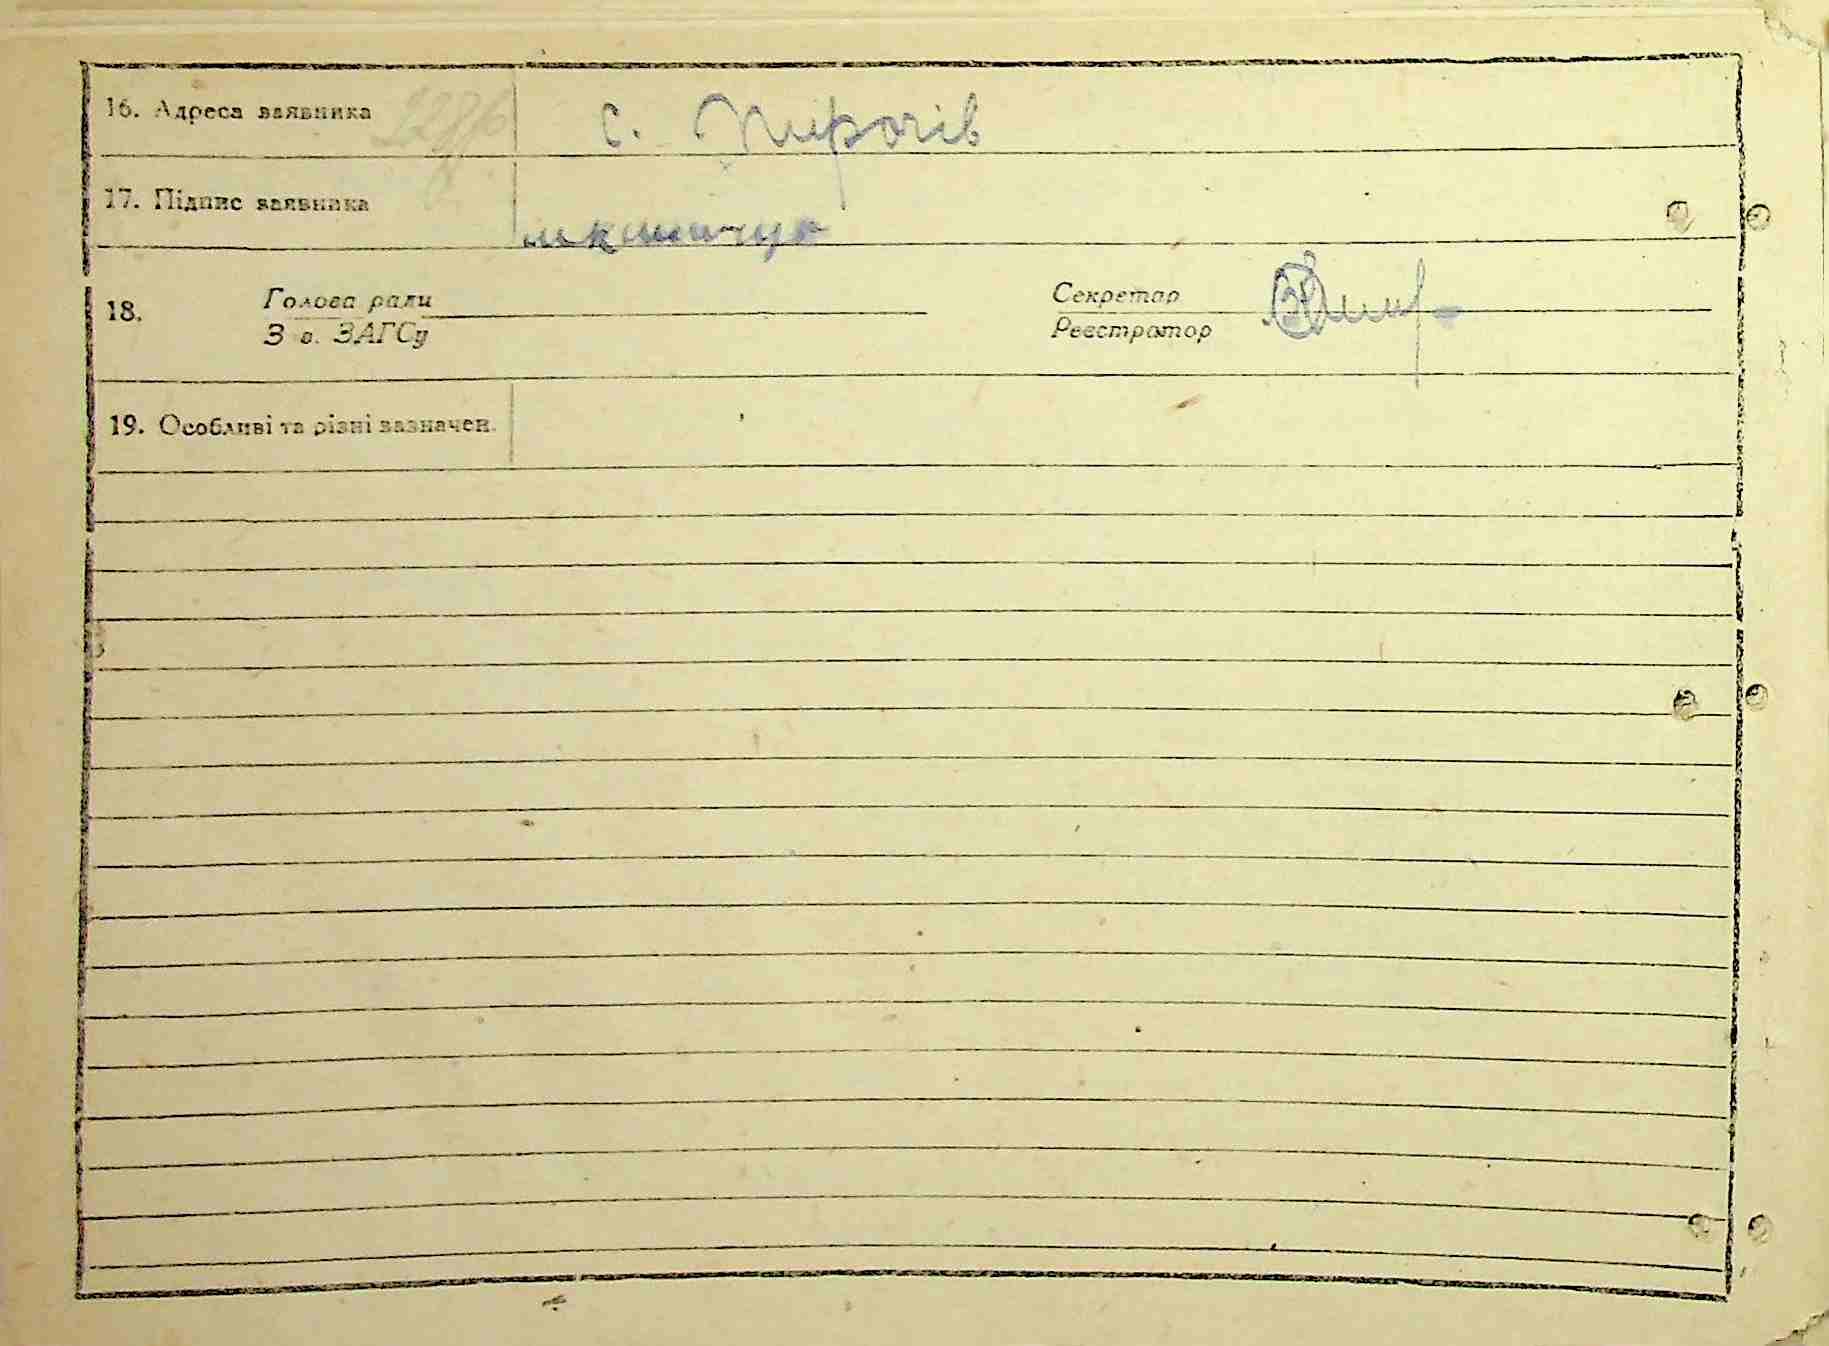 16. Адреса заявника с. Пирогів
17. Підпис заявника
18. Голова ради Секретар
З в. ЗАГСу Реєстратор
19. Особливі та різні зазначен.